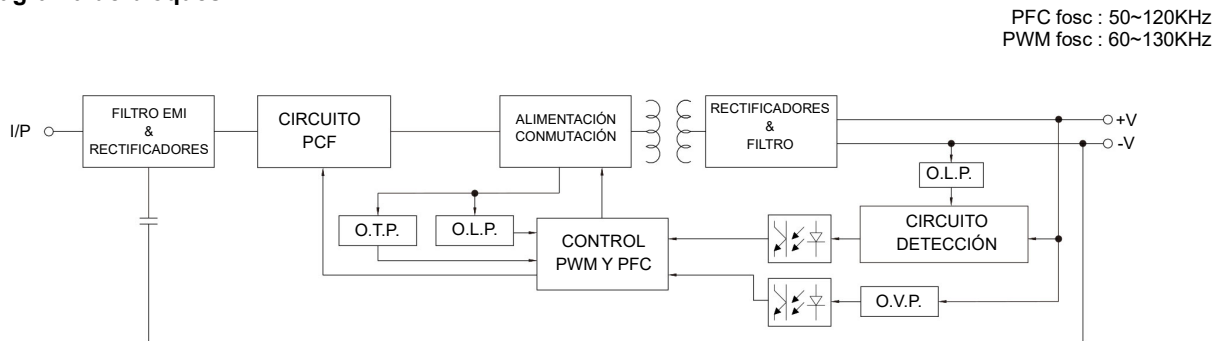 PFC fosc : 50~120KHz
PWM fosc : 60~130KHz
I/P
FILTRO EMI
&
RECTIFICADORES
CIRCUITO
PCF
ALIMENTACIÓN
CONMUTACIÓN
RECTIFICADORES
&
FILTRO
+V
-V
O.L.P.
O.T.P.
O.L.P.
CONTROL
PWM Y PFC
CIRCUITO
DETECCIÓN
O.V.P.